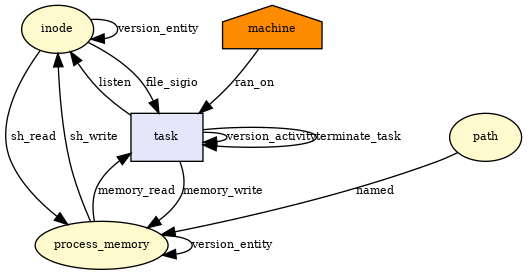 inode
version_entity
machine
listen
file_sigio
ran_on
sh_read
sh_write
task
version_activity
terminate_task
path
memory_read
memory_write
named
process_memory
version_entity